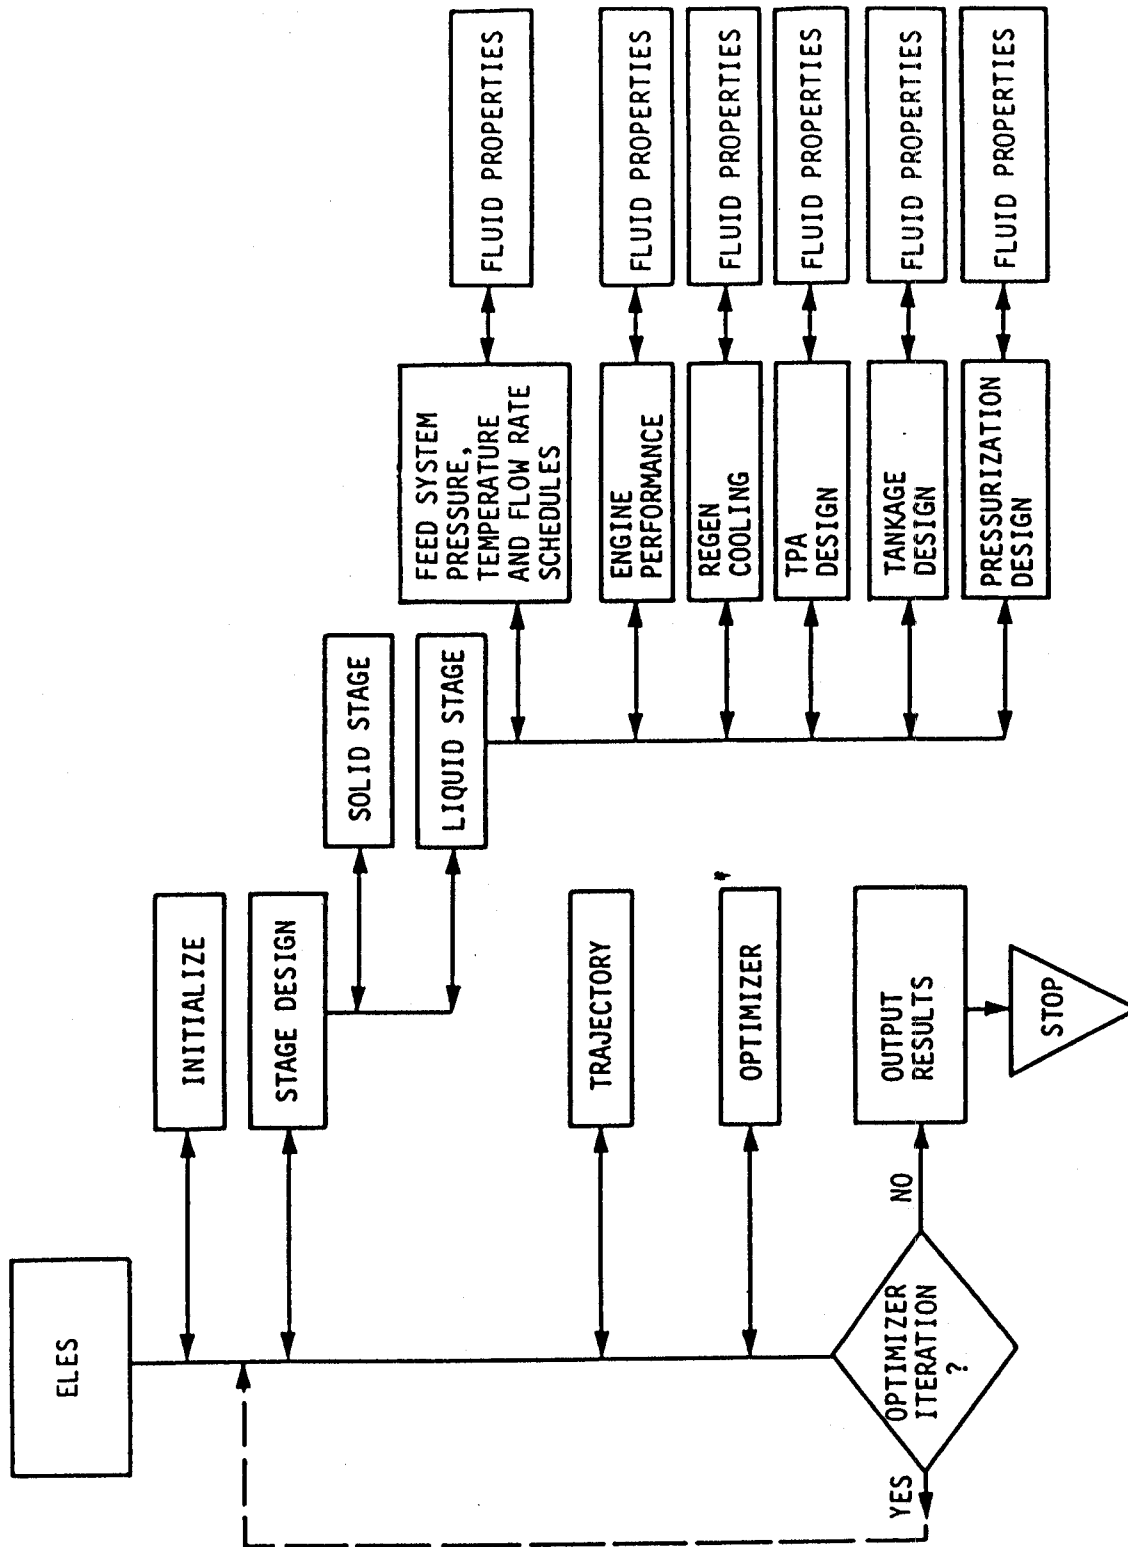 ELES
INITIALIZE
STAGE DESIGN
SOLID STAGE
LIQUID STAGE
FEED SYSTEM
PRESSURE,
TEMPERATURE
AND FLOW RATE
SCHEDULES
FLUID PROPERTIES
ENGINE
PERFORMANCE
FLUID PROPERTIES
REGEN
COOLING
FLUID PROPERTIES
TPA
DESIGN
FLUID PROPERTIES
TANKAGE
DESIGN
FLUID PROPERTIES
PRESSURIZATION
DESIGN
FLUID PROPERTIES
TRAJECTORY
OPTIMIZER
OPTIMIZER
ITERATION
?
YES
NO
OUTPUT
RESULTS
STOP